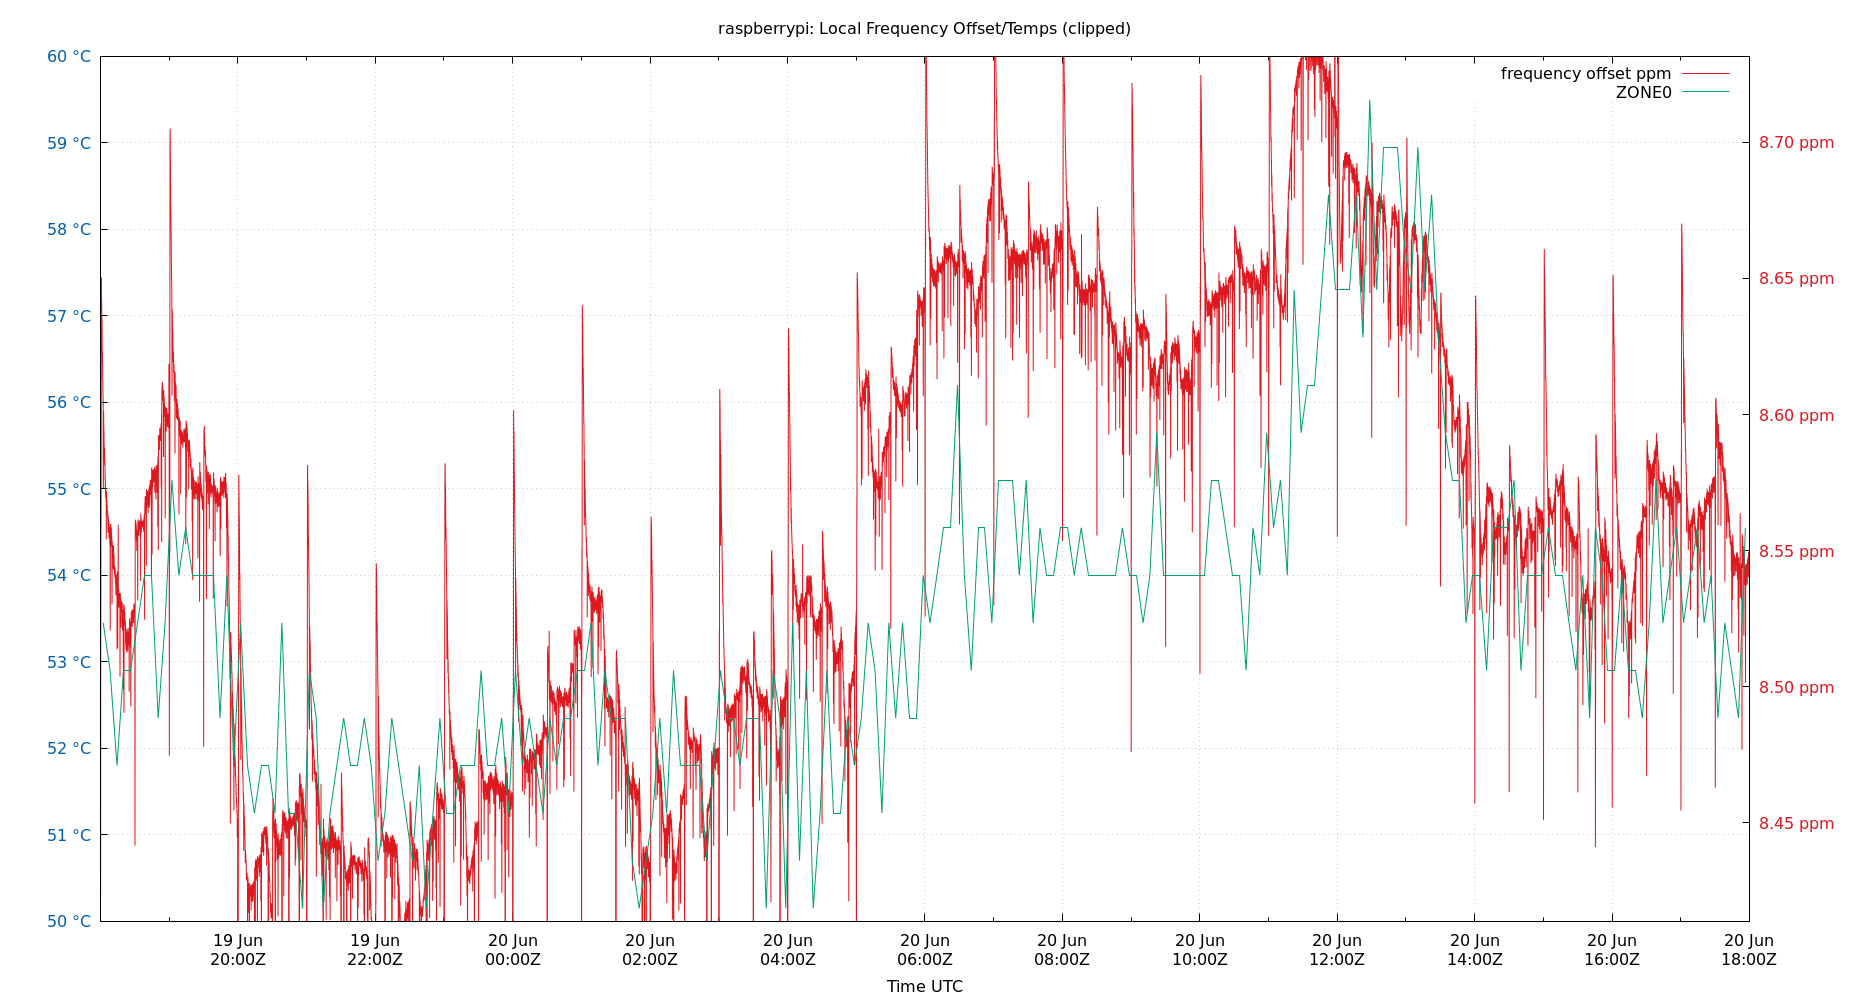 raspberrypi: Local Frequency Offset/Temps (clipped)
60 °C
59 °C
58 °C
57 °C
56 °C
55 °C
54 °C
53 °C
52 °C
51 °C
50 °C
frequency offset ppm
ZONE0
8.70 ppm
8.65 ppm
8.60 ppm
8.55 ppm
8.50 ppm
8.45 ppm
19 Jun 19 Jun 20 Jun 20 Jun 20 Jun 20 Jun 20 Jun 20 Jun 20 Jun 20 Jun 20 Jun 20 Jun
20:00Z 22:00Z 00:00Z 02:00Z 04:00Z 06:00Z 08:00Z 10:00Z 12:00Z 14:00Z 16:00Z 18:00Z
Time UTC